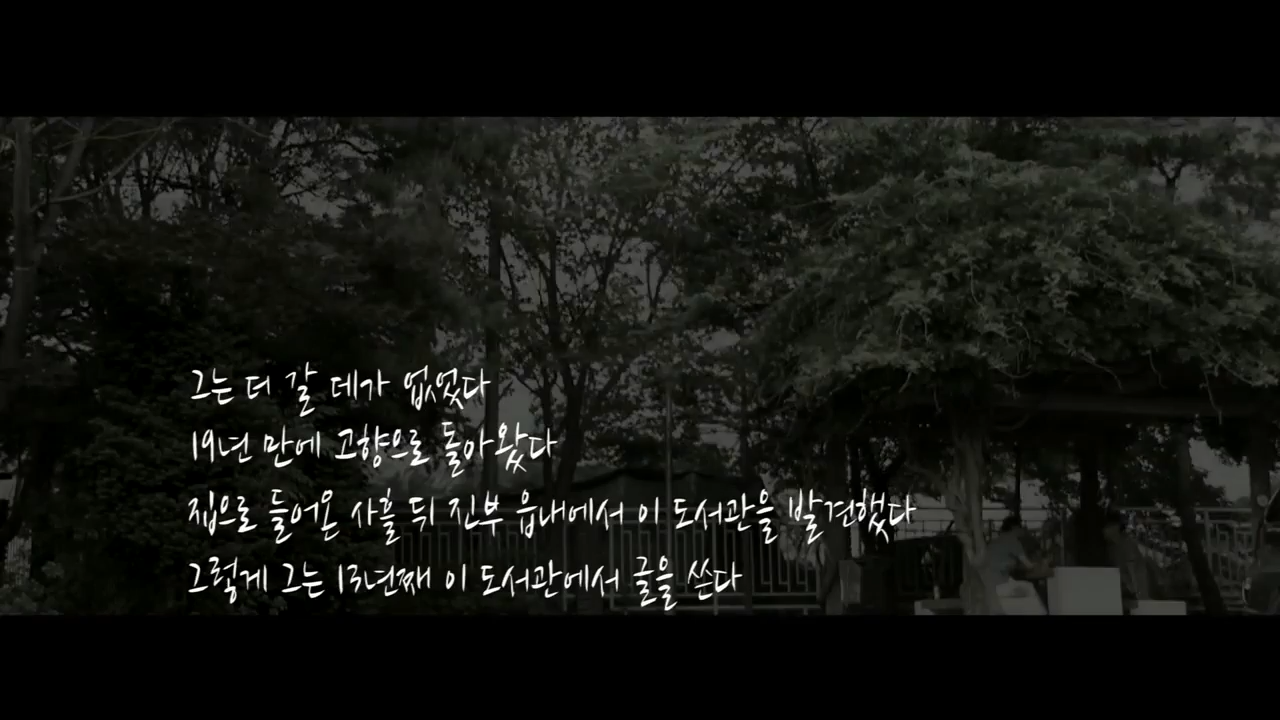 그는 더 갈 데가 없었다
19년 만에 고향으로 돌아왔다
집으로 들어온 사흘 뒤 진부 읍내에서 이 도서관을 발견했다
그렇게 그는 13년째 이 도서관에서 글을 쓴다